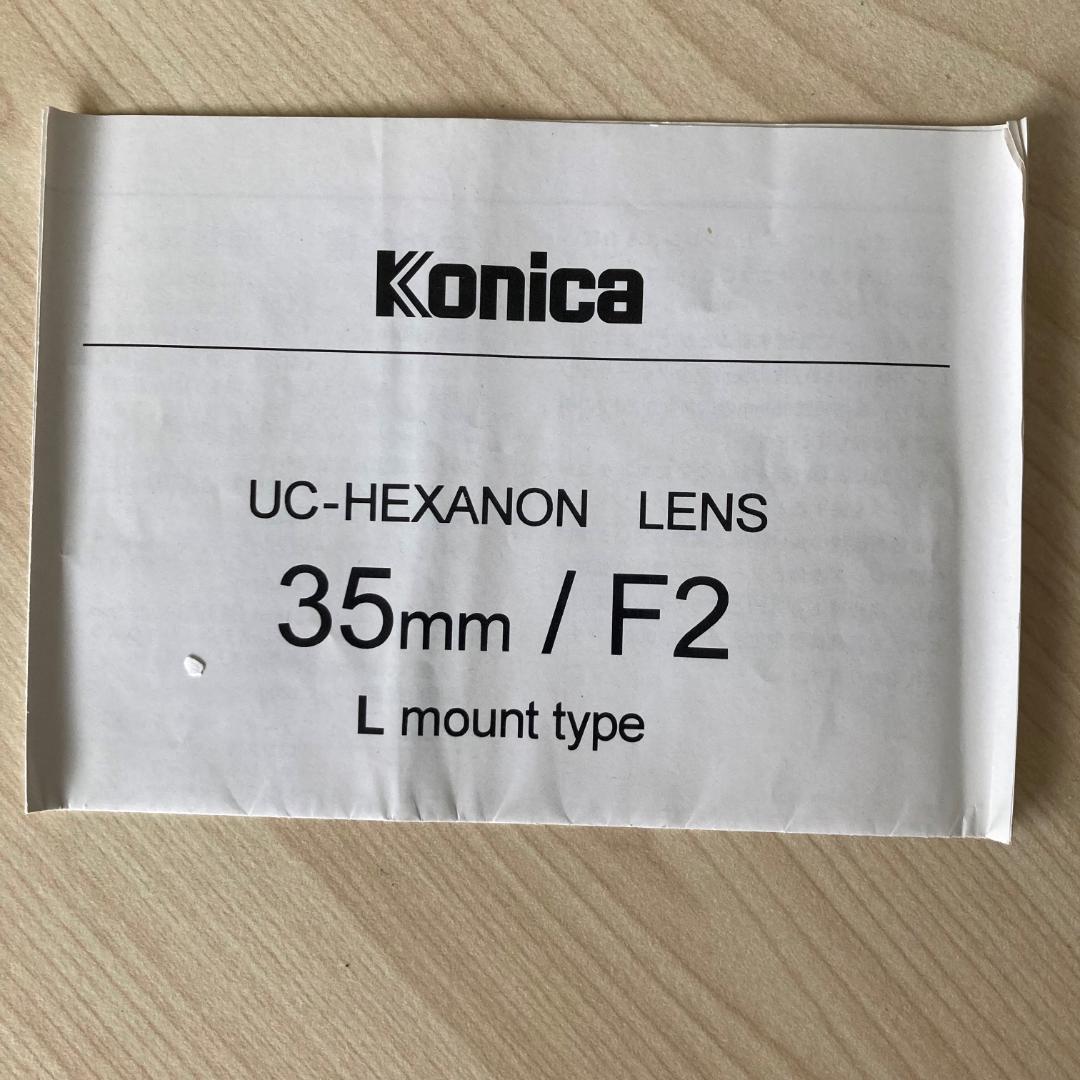 Konica
UC-HEXANON LENS
35mm / F2
L mount type